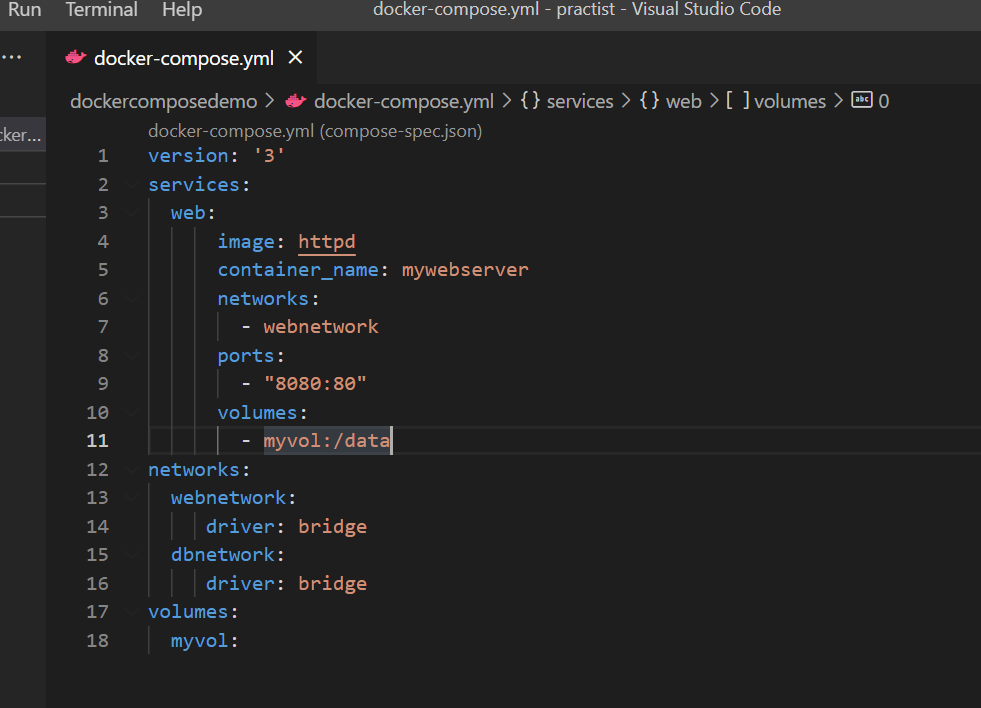 Run Terminal Help docker-compose.yml - practist - Visual Studio Code
... docker-compose.yml ×
dockercomposedemo > docker-compose.yml > {} services > {} web > [ ] volumes > abc 0
cker... docker-compose.yml (compose-spec.json)
1 version: '3'
2 services:
3   web:
4       image: httpd
5       container_name: mywebserver
6       networks:
7         - webnetwork
8       ports:
9         - "8080:80"
10       volumes:
11         - myvol:/data
12 networks:
13   webnetwork:
14      driver: bridge
15   dbnetwork:
16      driver: bridge
17 volumes:
18   myvol: